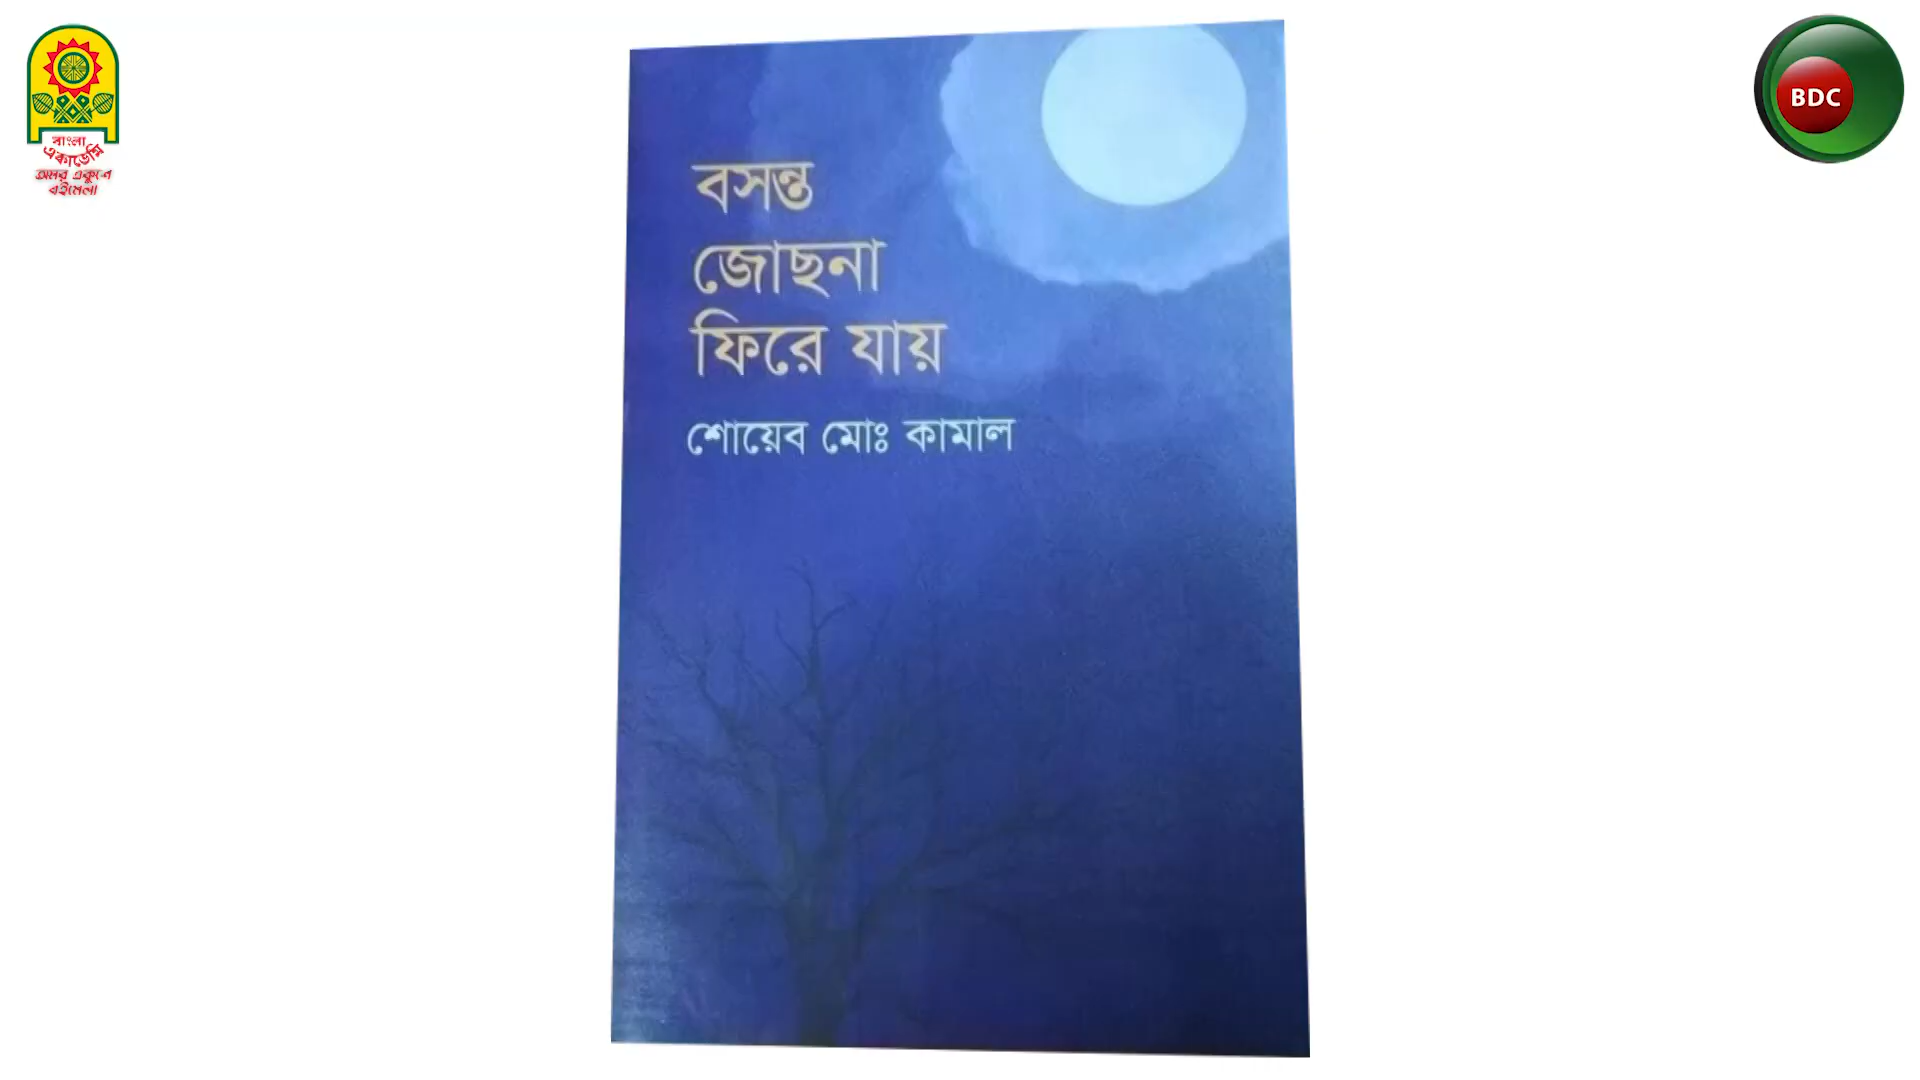 বাংলা
একাডেমি
অমর একুশে
বইমেলা
BDC
বসন্ত
জোছনা
ফিরে যায়
শোয়েব মোঃ কামাল